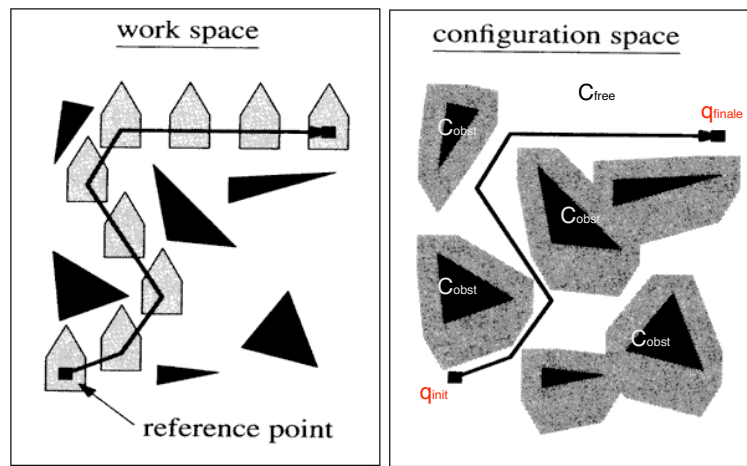 work space
reference point
configuration space
Cfree
qfinale
Cobst
Cobst
Cobst
Cobst
qinit